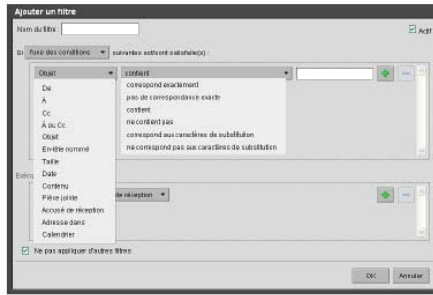 Ajouter un filtre
Nom du filtre:
Actif
Si l'une des conditions suivantes est/sont satisfaite(s) :
Objet contient
De
À
Cc
À ou Cc
Objet
En-tête nommé
Taille
Date
Contenu
Pièce jointe
Accusé de réception
Adresse dans
Calendrier
correspond exactement
pas de correspondance exacte
contient
ne contient pas
correspond aux caractères de substitution
ne correspond pas aux caractères de substitution
Exécu
de réception
Ne pas appliquer d'autres filtres
OK Annuler